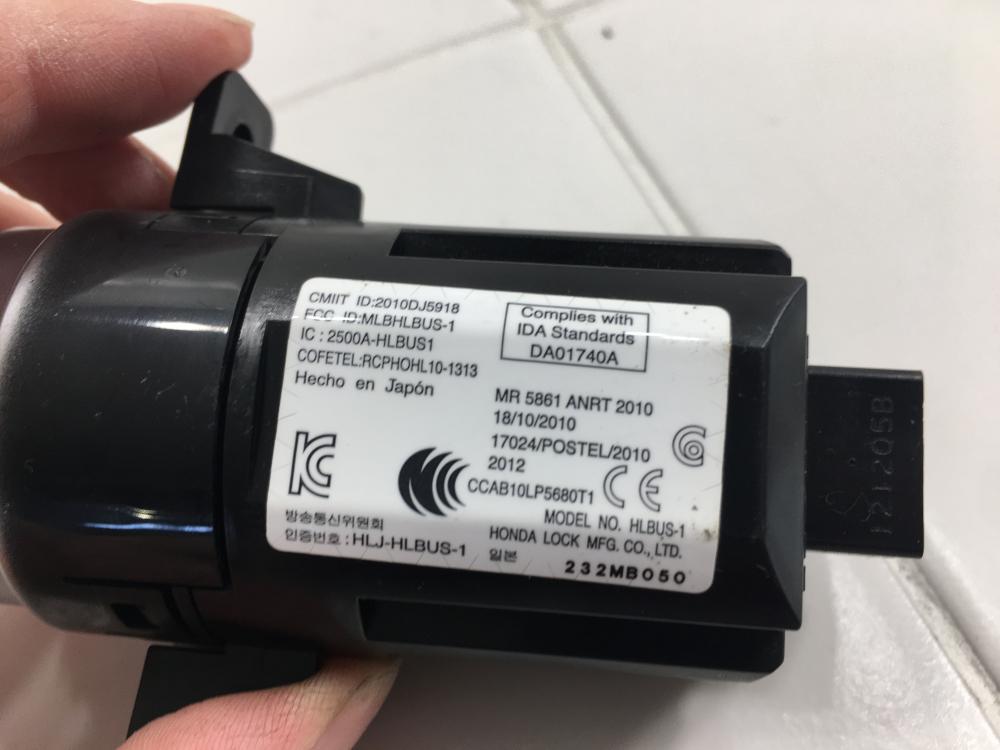 CMIIT ID:2010DJ5918
FCC ID:MLBHLBUS-1
IC : 2500A-HLBUS1
COFETEL:RCPHOHL10-1313
Hecho en Japón
Complies with
IDA Standards
DA01740A
MR 5861 ANRT 2010
18/10/2010
17024/POSTEL/2010
2012
CCAB10LP5680T1
CE
MODEL NO. HLBUS-1
HONDA LOCK MFG. CO., LTD.
일본
232MB050
방송통신위원회
인증번호 : HLJ-HLBUS-1
121205B